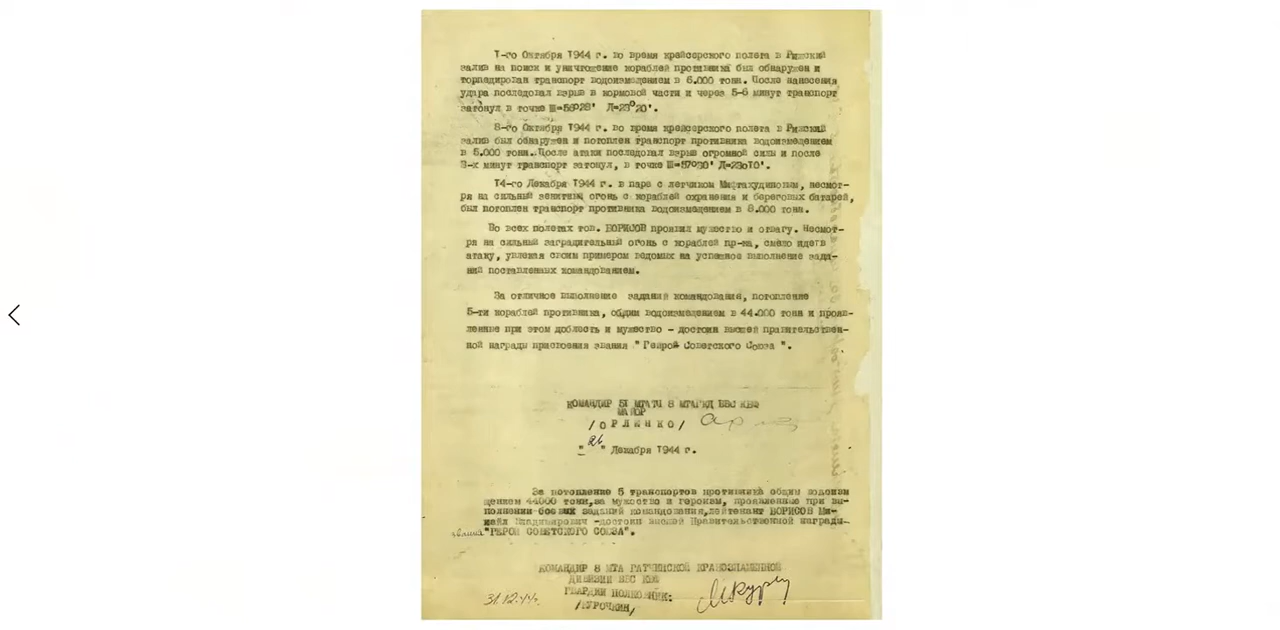 1-го Октября 1944 г. во время крейсерского полета в Рижский
залив на поиск и уничтожение кораблей противника был обнаружен и
торпедирован транспорт водоизмещением в 6.000 тонн. После нанесения
удара последовал взрыв в кормовой части и через 5-6 минут транспорт
затонул в точке Ш=58°28' Д=23°20'.
8-го Октября 1944 г. во время крейсерского полета в Рижский
залив был обнаружен и потоплен транспорт противника водоизмещением
в 5.000 тонн. После атаки последовал взрыв огромной силы и после
3-х минут транспорт затонул, в точке Ш=57°30' Д=23о10'.
14-го Декабря 1944 г. в паре с летчиком Мифтахудиновым, несмот-
ря на сильный зенитный огонь с кораблей охранения и береговых батарей,
был потоплен транспорт противника водоизмещением в 8.000 тонн.
Во всех полетах тов. БОРИСОВ проявил мужество и отвагу. Несмот-
ря на сильный заградительный огонь с кораблей пр-ка, смело идет в
атаку, увлекая своим примером ведомых на успешное выполнение зада-
ний поставленных командованием.
За отличное выполнение заданий командования, потопление
5-ти кораблей противника, общим водоизмещением в 44.000 тонн и прояв-
ленные при этом доблесть и мужество - достоин высшей правительствен-
ной награды присвоения звания "Герой Советского Союза ".
КОМАНДИР 51 МТАП 8 МТАГКД ВВС КБФ
МАЙОР
/ОРЛЕНКО/
"26" Декабря 1944 г.
За потопление 5 транспортов противника общим водоизм
щением 44000 тонн, за мужество и героизм, проявленные при вы-
полнении боевых заданий командования, лейтенант БОРИСОВ Ми-
хаил Владимирович -достоин высшей Правительственной награды-
звания "ГЕРОЙ СОВЕТСКОГО СОЮЗА".
КОМАНДИР 8 МТА ГАТЧИНСКОЙ КРАНОЗНАМЕННОЙ
ДИВИЗИИ ВВС КБФ
ГВАРДИИ ПОЛКОВНИК:
31.12.44г. /КУРОЧКИН/